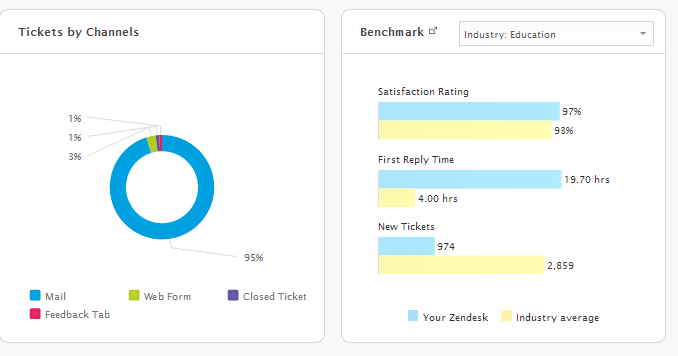 Tickets by Channels
1%
1%
3%
95%
Mail
Web Form
Closed Ticket
Feedback Tab
Benchmark
Industry: Education
Satisfaction Rating
97%
93%
First Reply Time
19.70 hrs
4.00 hrs
New Tickets
974
2,859
Your Zendesk
Industry average